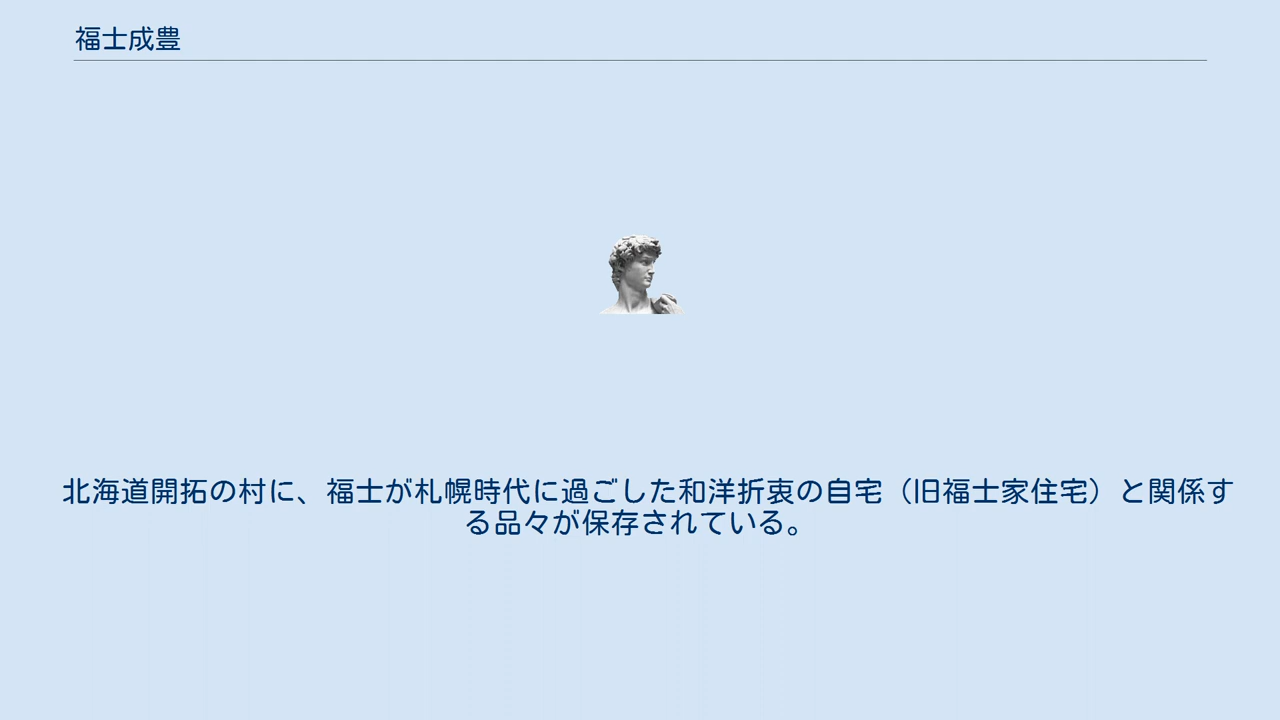 福士成豊
北海道開拓の村に、福士が札幌時代に過ごした和洋折衷の自宅（旧福士家住宅）と関係す
る品々が保存されている。